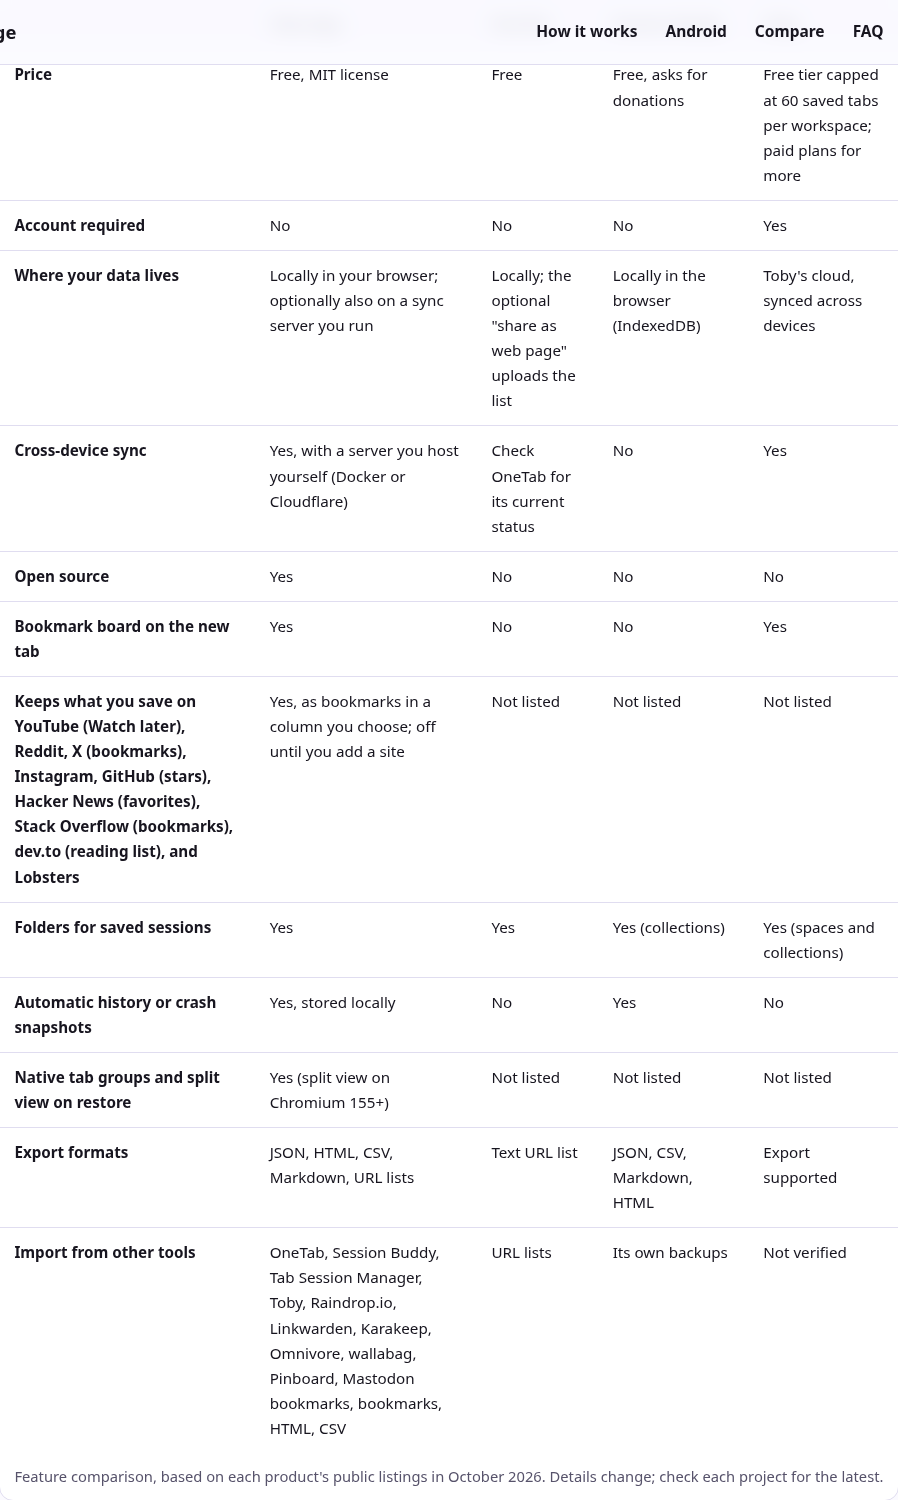 ge
How it works Android Compare FAQ
Price Free, MIT license Free Free, asks for Free tier capped
donations at 60 saved tabs
per workspace;
paid plans for
more
Account required No No No Yes
Where your data lives Locally in your browser; Locally; the Locally in the Toby's cloud,
optionally also on a sync optional browser synced across
server you run "share as (IndexedDB) devices
web page"
uploads the
list
Cross-device sync Yes, with a server you host Check No Yes
yourself (Docker or OneTab for
Cloudflare) its current
status
Open source Yes No No No
Bookmark board on the new Yes No No Yes
tab
Keeps what you save on Yes, as bookmarks in a Not listed Not listed Not listed
YouTube (Watch later), column you choose; off
Reddit, X (bookmarks), until you add a site
Instagram, GitHub (stars),
Hacker News (favorites),
Stack Overflow (bookmarks),
dev.to (reading list), and
Lobsters
Folders for saved sessions Yes Yes Yes (collections) Yes (spaces and
collections)
Automatic history or crash Yes, stored locally No Yes No
snapshots
Native tab groups and split Yes (split view on Not listed Not listed Not listed
view on restore Chromium 155+)
Export formats JSON, HTML, CSV, Text URL list JSON, CSV, Export
Markdown, URL lists Markdown, supported
HTML
Import from other tools OneTab, Session Buddy, URL lists Its own backups Not verified
Tab Session Manager,
Toby, Raindrop.io,
Linkwarden, Karakeep,
Omnivore, wallabag,
Pinboard, Mastodon
bookmarks, bookmarks,
HTML, CSV
Feature comparison, based on each product's public listings in October 2026. Details change; check each project for the latest.